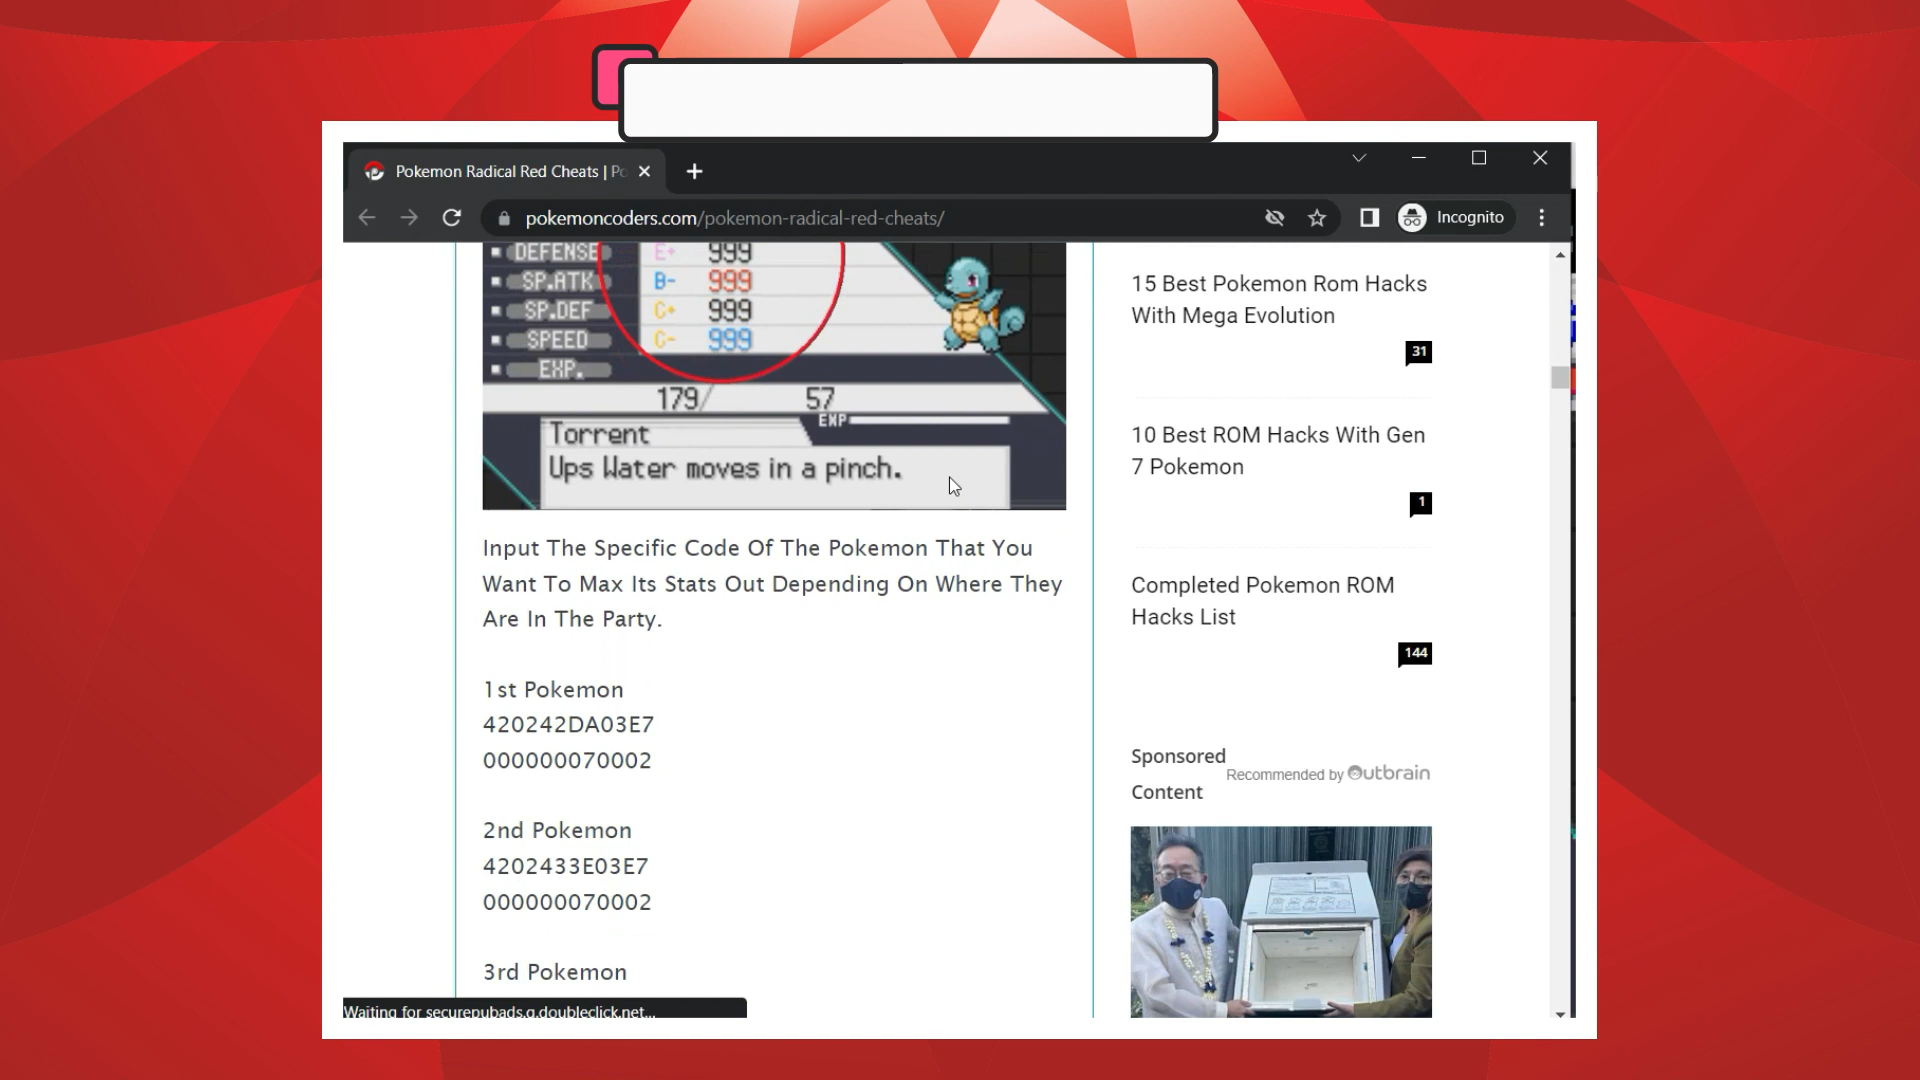 Pokemon Radical Red Cheats | Po
pokemoncoders.com/pokemon-radical-red-cheats/
Incognito
DEFENSE E+ 999
SP.ATK B- 999
SP.DEF C+ 999
SPEED C- 999
EXP.
179/ 57
EXP
Torrent
Ups Water moves in a pinch.
Input The Specific Code Of The Pokemon That You
Want To Max Its Stats Out Depending On Where They
Are In The Party.
1st Pokemon
420242DA03E7
000000070002
2nd Pokemon
4202433E03E7
000000070002
3rd Pokemon
Waiting for securepubads.g.doubleclick.net...
15 Best Pokemon Rom Hacks
With Mega Evolution
31
10 Best ROM Hacks With Gen
7 Pokemon
1
Completed Pokemon ROM
Hacks List
144
Sponsored
Content
Recommended by Outbrain